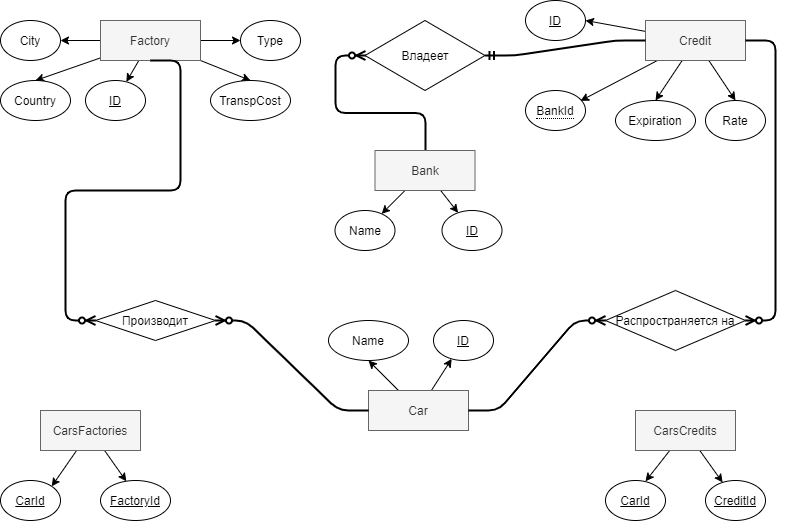 ID
City
Factory
Type
Credit
Владеет
Country
ID
TranspCost
BankId
Expiration
Rate
Bank
Name
ID
Производит
Распространяется на
Name
ID
Car
CarsFactories
CarsCredits
CarId
FactoryId
CarId
CreditId